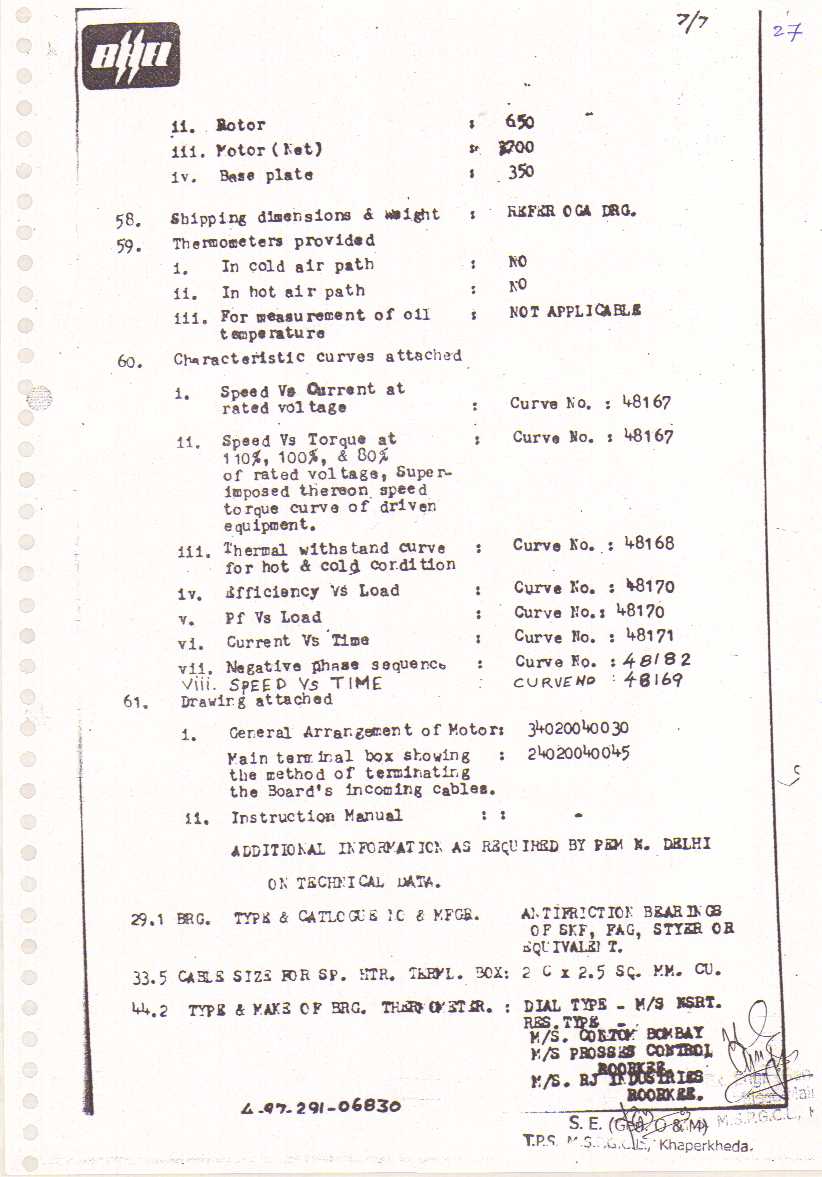 7/7
27
BHEL
ii. Rotor : 650
iii. Motor (Net) : 3700
iv. Base plate : 350
58. Shipping dimensions & weight : REFER OGA DRG.
59. Thermometers provided
i. In cold air path : NO
ii. In hot air path : NO
iii. For measurement of oil : NOT APPLICABLE
temperature
60. Characteristic curves attached
i. Speed Vs Current at
rated voltage : Curve No. : 48167
ii. Speed Vs Torque at : Curve No. : 48167
110%, 100%, & 80%
of rated voltage, Super-
imposed thereon speed
torque curve of driven
equipment.
iii. Thermal withstand curve : Curve No. : 48168
for hot & cold condition
iv. Efficiency Vs Load : Curve No. : 48170
v. Pf Vs Load : Curve No.: 48170
vi. Current Vs Time : Curve No. : 48171
vii. Negative phase sequence : Curve No. : 48182
viii. SPEED Vs TIME : CURVE NO : 48169
61. Drawing attached
i. General Arrangement of Motor: 34020040030
Main terminal box showing : 24020040045
the method of terminating
the Board's incoming cables.
ii. Instruction Manual : : -
ADDITIONAL INFORMATION AS REQUIRED BY PEM N. DELHI
ON TECHNICAL DATA.
29.1 BRG. TYPE & CATLOGUE NO & MFGR. ANTIFRICTION BEARINGS
OF SKF, FAG, STYER OR
EQUIVALENT.
33.5 CABLE SIZE FOR SP. HTR. TERML. BOX: 2 C x 2.5 SQ. MM. CU.
44.2 TYPE & MAKE OF BRG. THERMOMETER. : DIAL TYPE - M/S NSRT.
RES. TYPE -
M/S. BOMBAY
M/S PROSSES CONTROL
ROORKEE.
M/S. RJ INDUSTRIES
ROORKEE.
4-97-291-06830
S. E. (Gen. O & M) M.S.P.G.C.L.,
T.P.S. M.S.P.G.C.L., Khaperkheda.